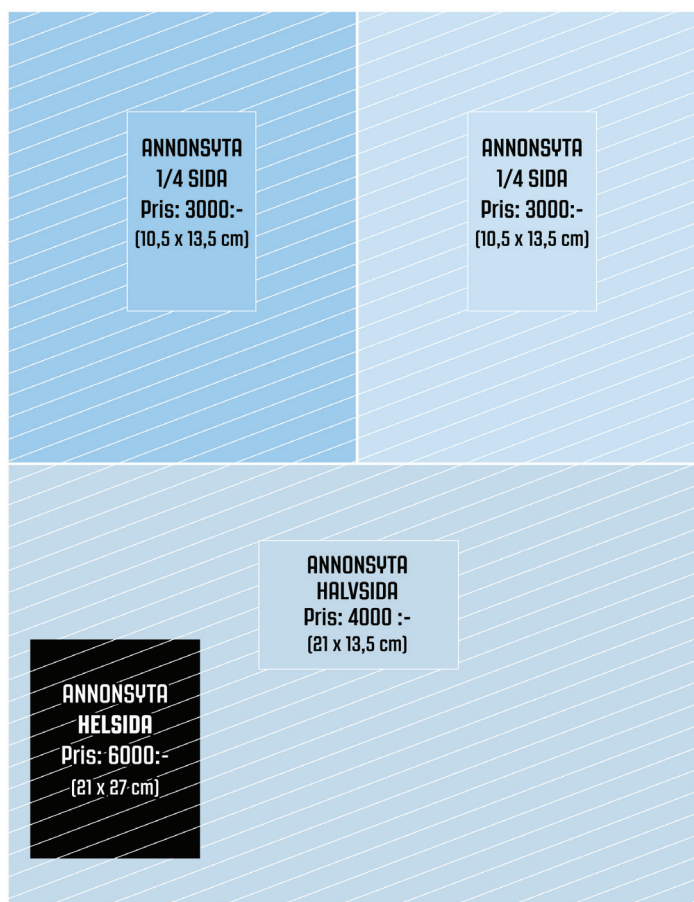 ANNONSYTA
1/4 SIDA
Pris: 3000:-
(10,5 x 13,5 cm)
ANNONSYTA
1/4 SIDA
Pris: 3000:-
(10,5 x 13,5 cm)
ANNONSYTA
HALVSIDA
Pris: 4000 :-
(21 x 13,5 cm)
ANNONSYTA
HELSIDA
Pris: 6000:-
(21 x 27 cm)